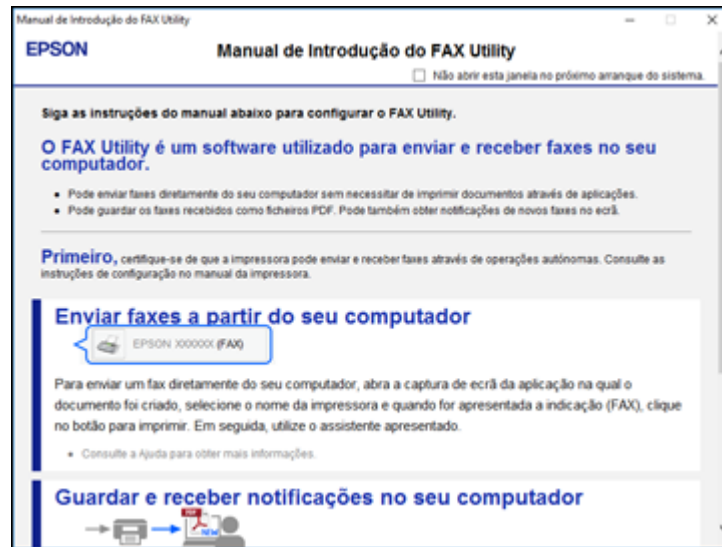 Manual de Introdução do FAX Utility
EPSON
Manual de Introdução do FAX Utility
Não abrir esta janela no próximo arranque do sistema.
Siga as instruções do manual abaixo para configurar o FAX Utility.
O FAX Utility é um software utilizado para enviar e receber faxes no seu
computador.
• Pode enviar faxes diretamente do seu computador sem necessitar de imprimir documentos através de aplicações.
• Pode guardar os faxes recebidos como ficheiros PDF. Pode também obter notificações de novos faxes no ecrã.
Primeiro, certifique-se de que a impressora pode enviar e receber faxes através de operações autónomas. Consulte as
instruções de configuração no manual da impressora.
Enviar faxes a partir do seu computador
EPSON XXXXXX (FAX)
Para enviar um fax diretamente do seu computador, abra a captura de ecrã da aplicação na qual o
documento foi criado, selecione o nome da impressora e quando for apresentada a indicação (FAX), clique
no botão para imprimir. Em seguida, utilize o assistente apresentado.
• Consulte a Ajuda para obter mais informações.
Guardar e receber notificações no seu computador
PDF
NEW